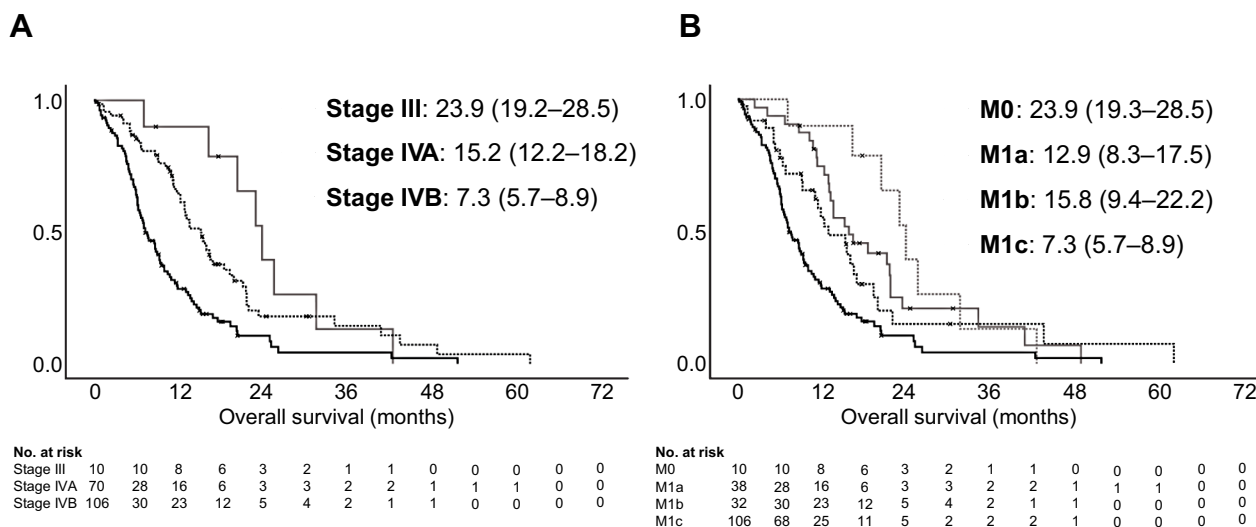 A
B
1.0
0.5
0.0
Stage III: 23.9 (19.2–28.5)
Stage IVA: 15.2 (12.2–18.2)
Stage IVB: 7.3 (5.7–8.9)
0 12 24 36 48 60 72
Overall survival (months)
No. at risk
Stage III 10 10 8 6 3 2 1 1 0 0 0 0 0
Stage IVA 70 28 16 6 3 3 2 2 1 1 1 0 0
Stage IVB 106 30 23 12 5 4 2 1 1 0 0 0 0
1.0
0.5
0.0
M0: 23.9 (19.3–28.5)
M1a: 12.9 (8.3–17.5)
M1b: 15.8 (9.4–22.2)
M1c: 7.3 (5.7–8.9)
0 12 24 36 48 60 72
Overall survival (months)
No. at risk
M0 10 10 8 6 3 2 1 1 0 0 0 0 0
M1a 38 28 16 6 3 3 2 2 1 1 1 0 0
M1b 32 30 23 12 5 4 2 1 1 0 0 0 0
M1c 106 68 25 11 5 2 2 2 1 0 0 0 0